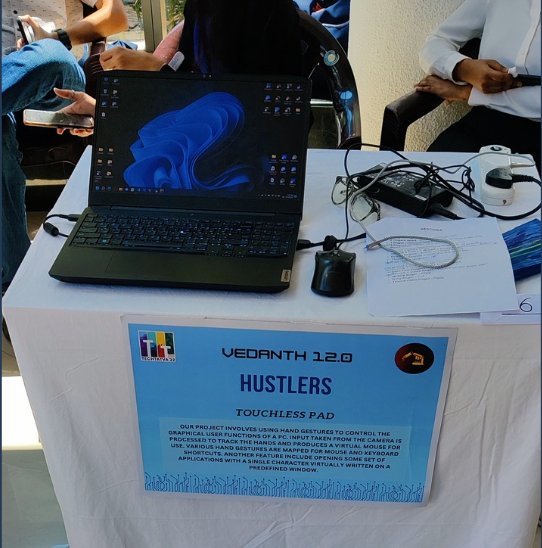 6
TECHTATVA'23
VEDANTH 12.0
HUSTLERS
TOUCHLESS PAD
OUR PROJECT INVOLVES USING HAND GESTURES TO CONTROL THE
GRAPHICAL USER FUNCTIONS OF A PC. INPUT TAKEN FROM THE CAMERA IS
PROCESSED TO TRACK THE HANDS AND PRODUCES A VIRTUAL MOUSE FOR
USE. VARIOUS HAND GESTURES ARE MAPPED FOR MOUSE AND KEYBOARD
SHORTCUTS. ANOTHER FEATURE INCLUDE OPENING SOME SET OF
APPLICATIONS WITH A SINGLE-CHARACTER VIRTUALLY WRITTEN ON A
PREDEFINED WINDOW.